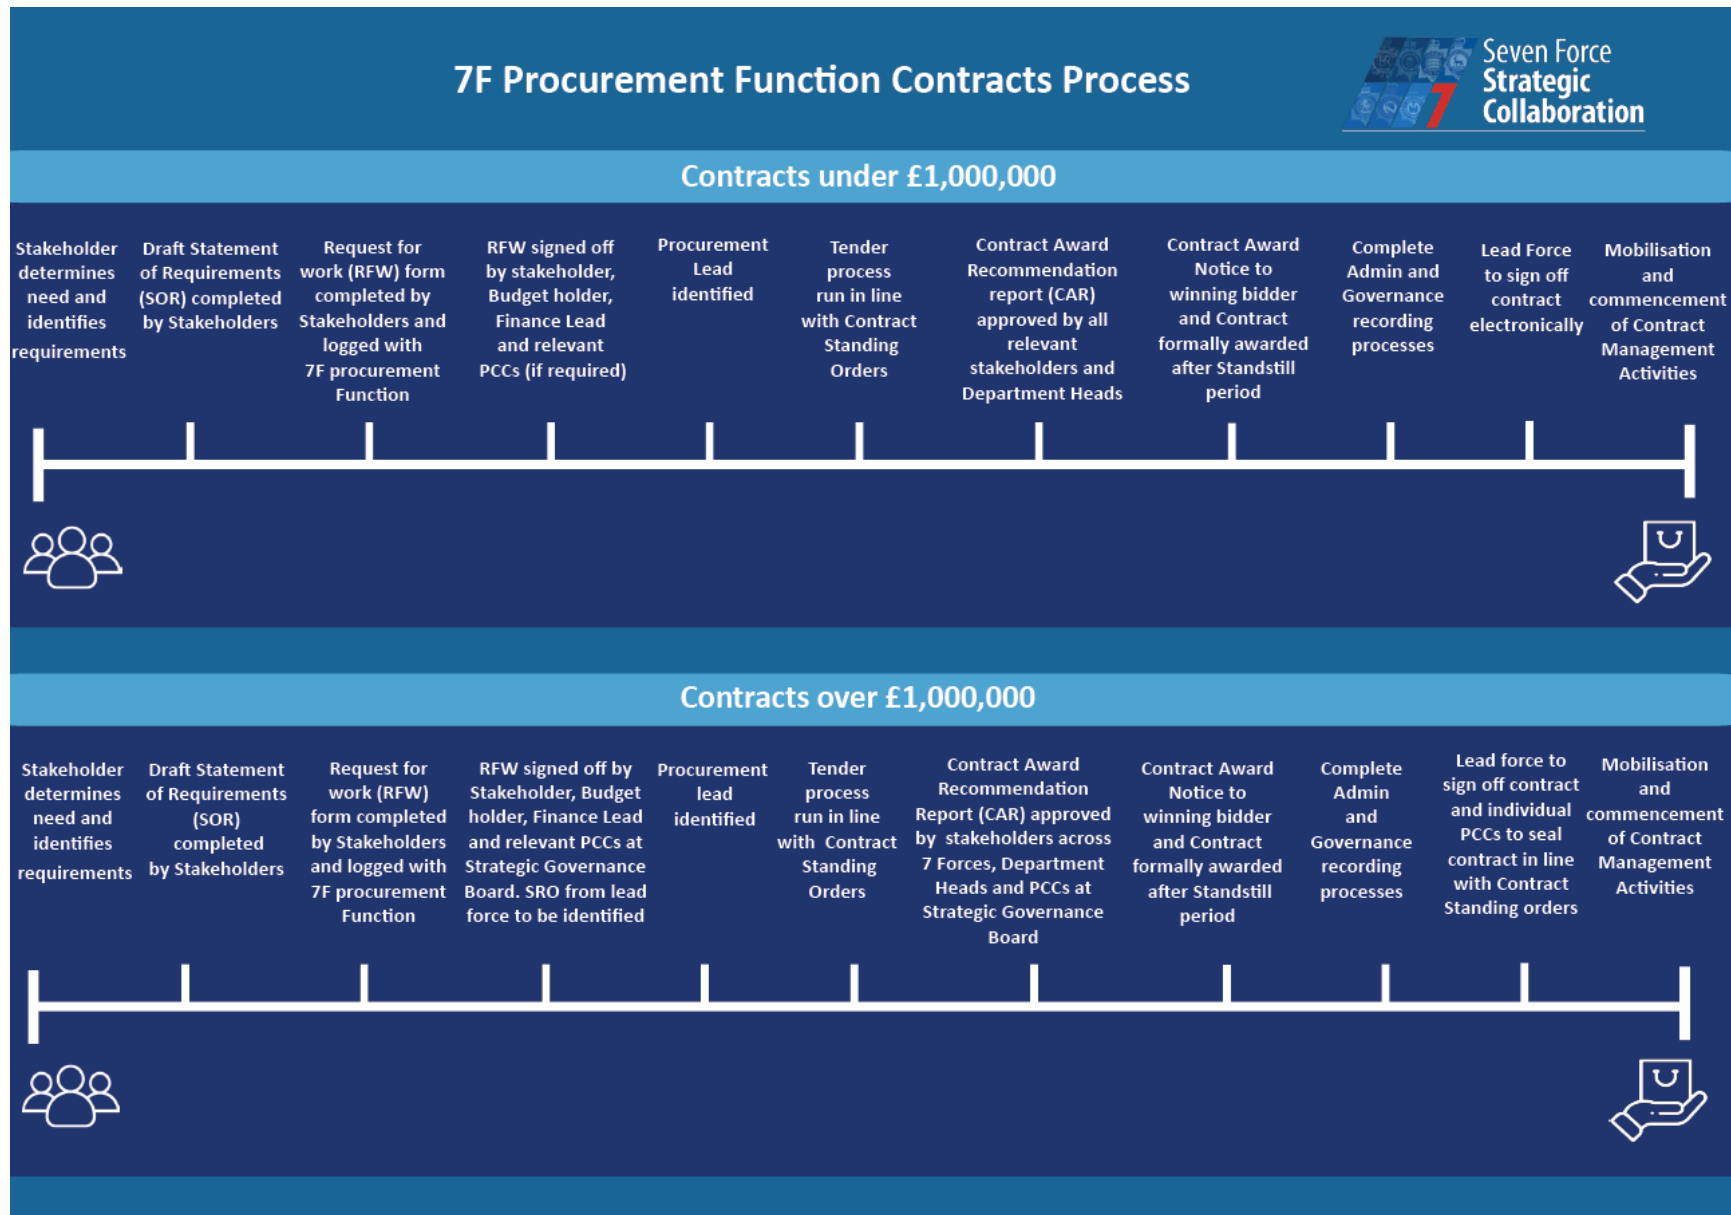 7F Procurement Function Contracts Process
Seven Force
Strategic
Collaboration
7
Contracts under £1,000,000
Stakeholder
determines
need and
identifies
requirements
Draft Statement
of Requirements
(SOR) completed
by Stakeholders
Request for
work (RFW) form
completed by
Stakeholders and
logged with
7F procurement
Function
RFW signed off
by stakeholder,
Budget holder,
Finance Lead
and relevant
PCCs (if required)
Procurement
Lead
identified
Tender
process
run in line
with Contract
Standing
Orders
Contract Award
Recommendation
report (CAR)
approved by all
relevant
stakeholders and
Department Heads
Contract Award
Notice to
winning bidder
and Contract
formally awarded
after Standstill
period
Complete
Admin and
Governance
recording
processes
Lead Force
to sign off
contract
electronically
Mobilisation
and
commencement
of Contract
Management
Activities
Contracts over £1,000,000
Stakeholder
determines
need and
identifies
requirements
Draft Statement
of Requirements
(SOR)
completed
by Stakeholders
Request for
work (RFW)
form completed
by Stakeholders
and logged with
7F procurement
Function
RFW signed off by
Stakeholder, Budget
holder, Finance Lead
and relevant PCCs at
Strategic Governance
Board. SRO from lead
force to be identified
Procurement
lead
identified
Tender
process
run in line
with Contract
Standing
Orders
Contract Award
Recommendation
Report (CAR) approved
by stakeholders across
7 Forces, Department
Heads and PCCs at
Strategic Governance
Board
Contract Award
Notice to
winning bidder
and Contract
formally awarded
after Standstill
period
Complete
Admin
and
Governance
recording
processes
Lead force to
sign off contract
and individual
PCCs to seal
contract in line
with Contract
Standing orders
Mobilisation
and
commencement
of Contract
Management
Activities